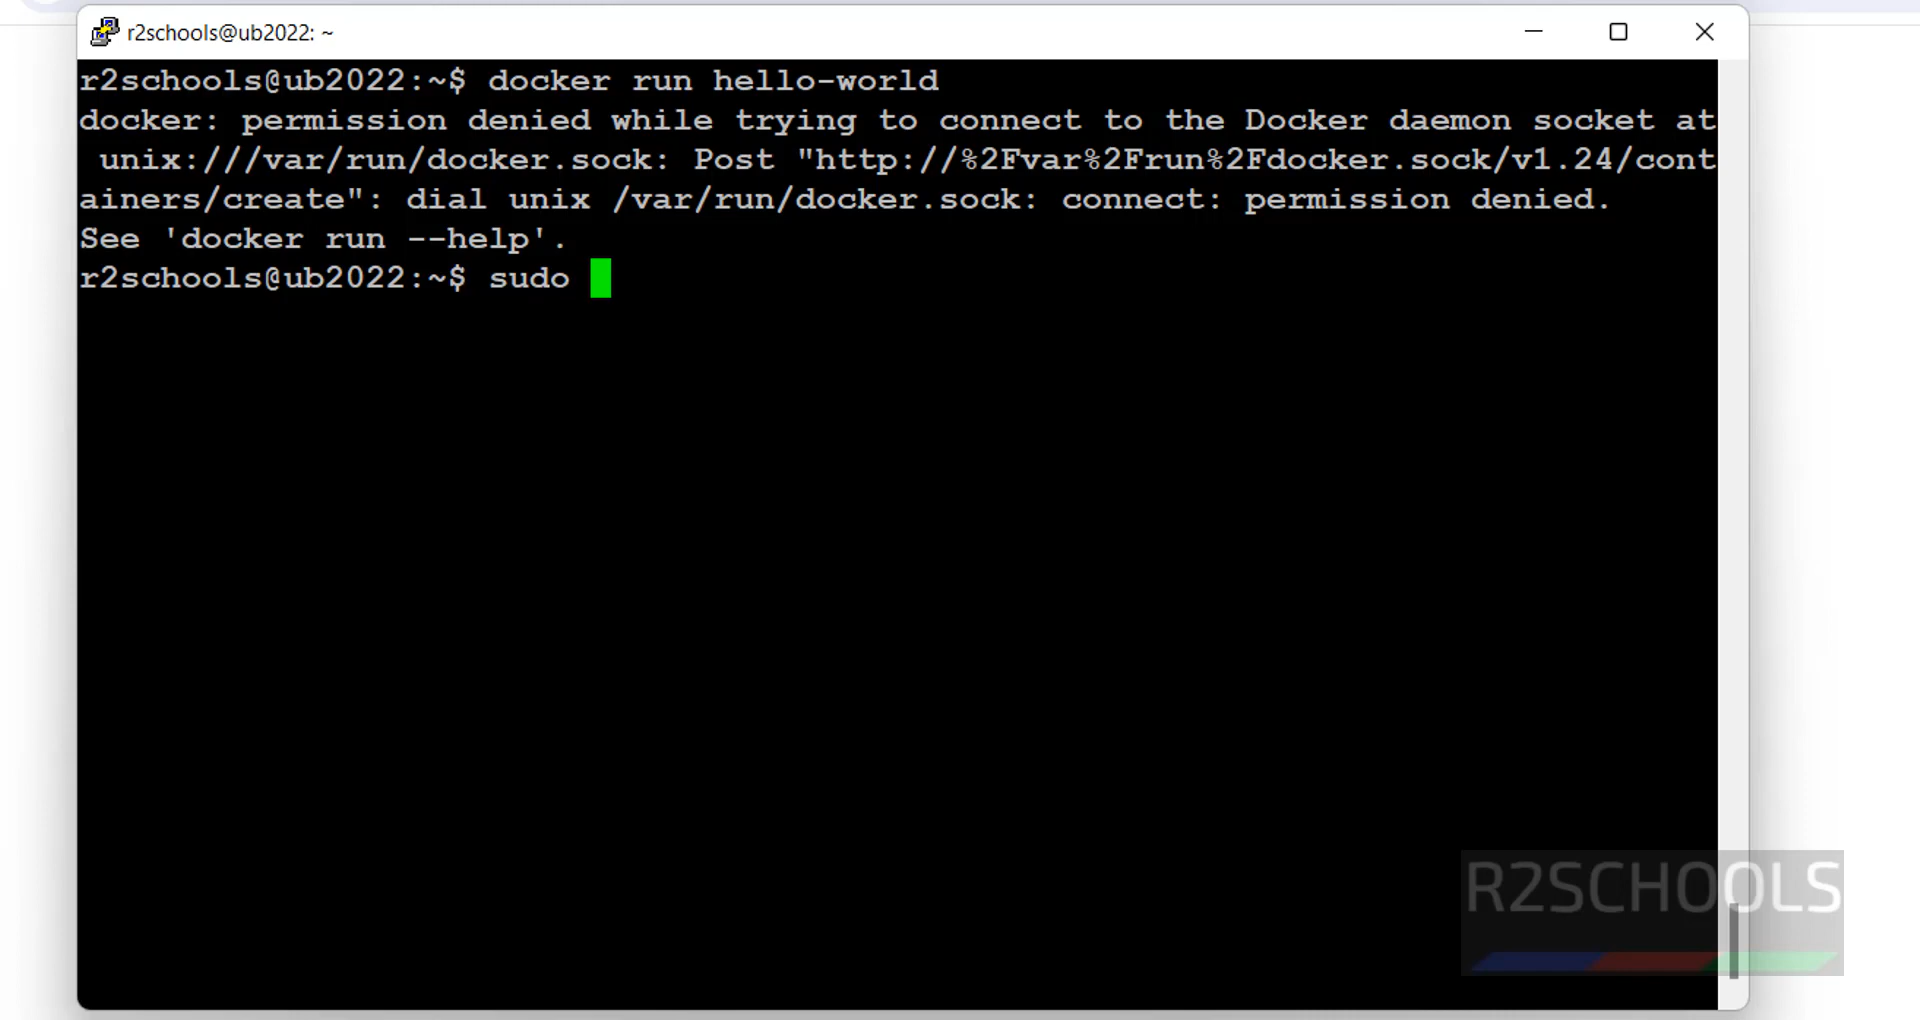 r2schools@ub2022: ~
r2schools@ub2022:~$ docker run hello-world
docker: permission denied while trying to connect to the Docker daemon socket at
 unix:///var/run/docker.sock: Post "http://%2Fvar%2Frun%2Fdocker.sock/v1.24/cont
ainers/create": dial unix /var/run/docker.sock: connect: permission denied.
See 'docker run --help'.
r2schools@ub2022:~$ sudo
R2SCHOOLS